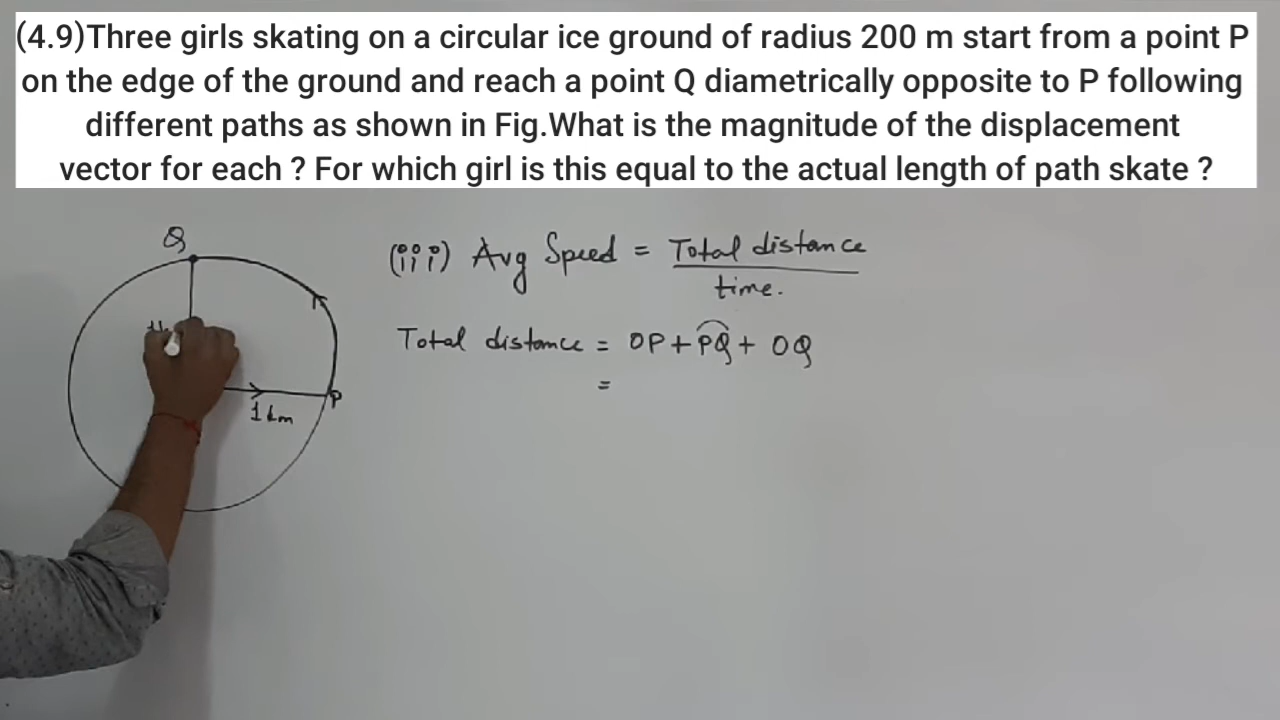 (4.9)Three girls skating on a circular ice ground of radius 200 m start from a point P
on the edge of the ground and reach a point Q diametrically opposite to P following
different paths as shown in Fig.What is the magnitude of the displacement
vector for each ? For which girl is this equal to the actual length of path skate ?
Q
(iii) Avg Speed = Total distance
time.
Total distance = OP + PQ + OQ
=
P
1 km